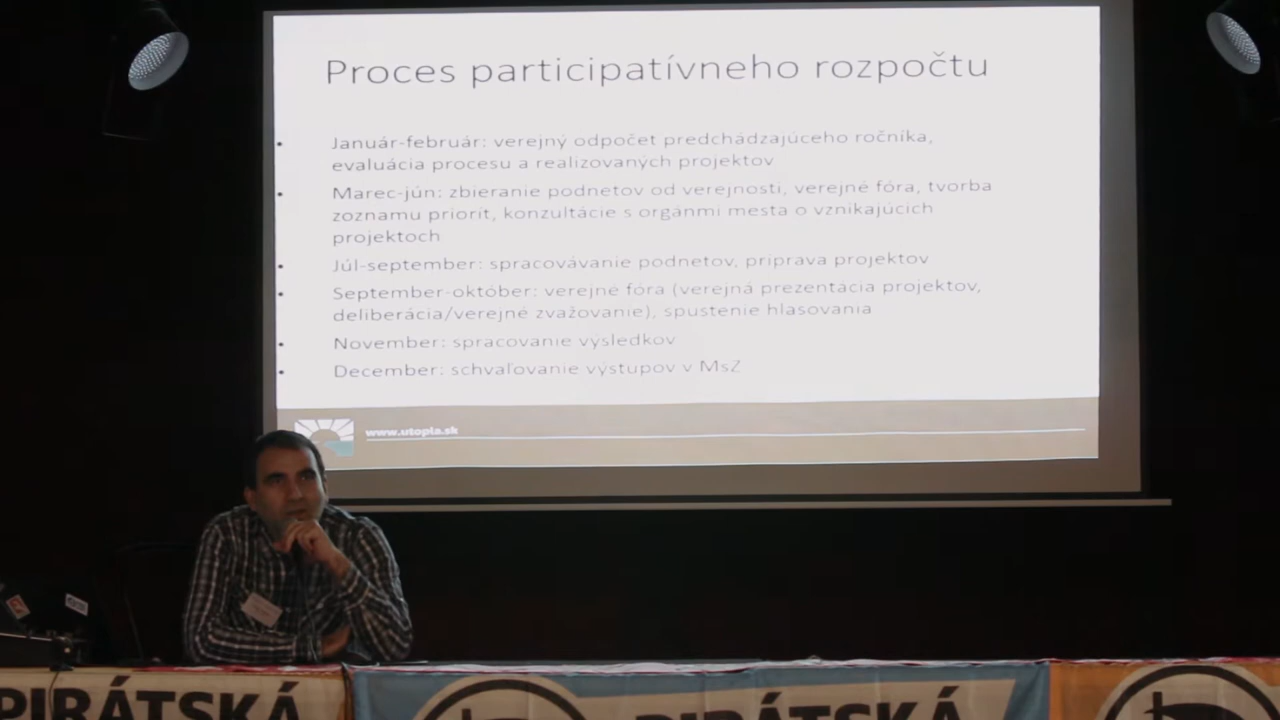 Proces participatívneho rozpočtu
• Január-február: verejný odpočet predchádzajúceho ročníka,
evaluácia procesu a realizovaných projektov
• Marec-jún: zbieranie podnetov od verejnosti, verejné fóra, tvorba
zoznamu priorít, konzultácie s orgánmi mesta o vznikajúcich
projektoch
• Júl-september: spracovávanie podnetov, príprava projektov
• September-október: verejné fóra (verejná prezentácia projektov,
deliberácia/verejné zvažovanie), spustenie hlasovania
• November: spracovanie výsledkov
• December: schvaľovanie výstupov v MsZ
www.utopia.sk
PIRÁTSKÁ
PIRÁTSKÁ